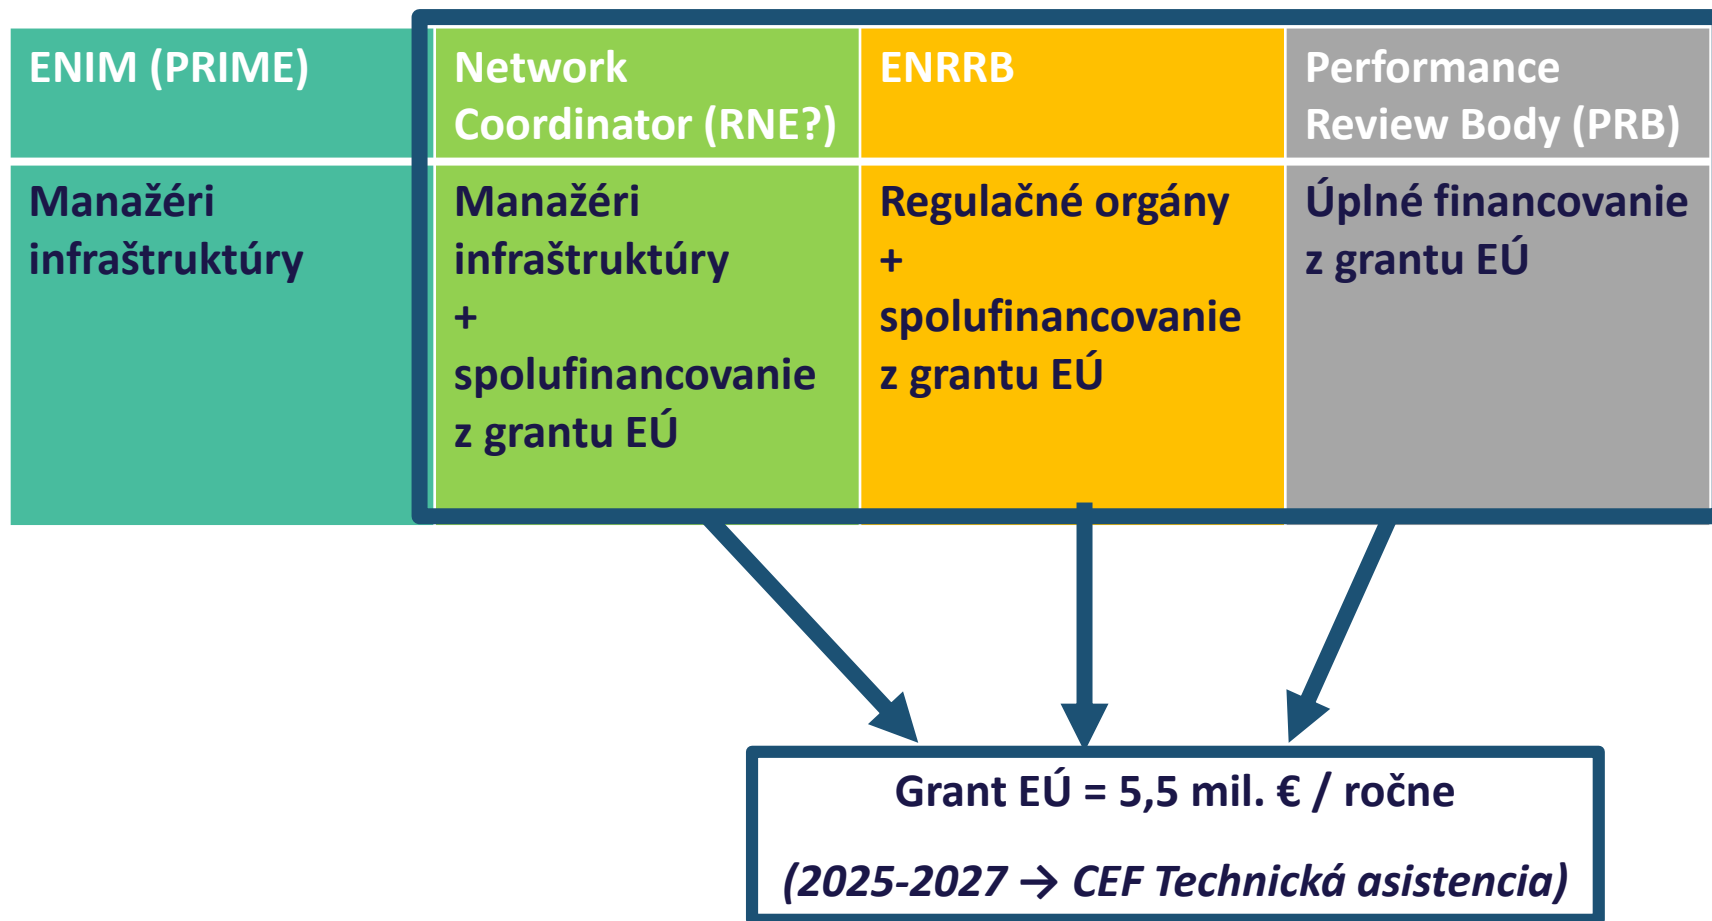 ENIM (PRIME)
Network
Coordinator (RNE?)
ENRRB
Performance
Review Body (PRB)
Manažéri
infraštruktúry
Manažéri
infraštruktúry
+
spolufinancovanie
z grantu EÚ
Regulačné orgány
+
spolufinancovanie
z grantu EÚ
Úplné financovanie
z grantu EÚ
Grant EÚ = 5,5 mil. € / ročne
(2025-2027 → CEF Technická asistencia)